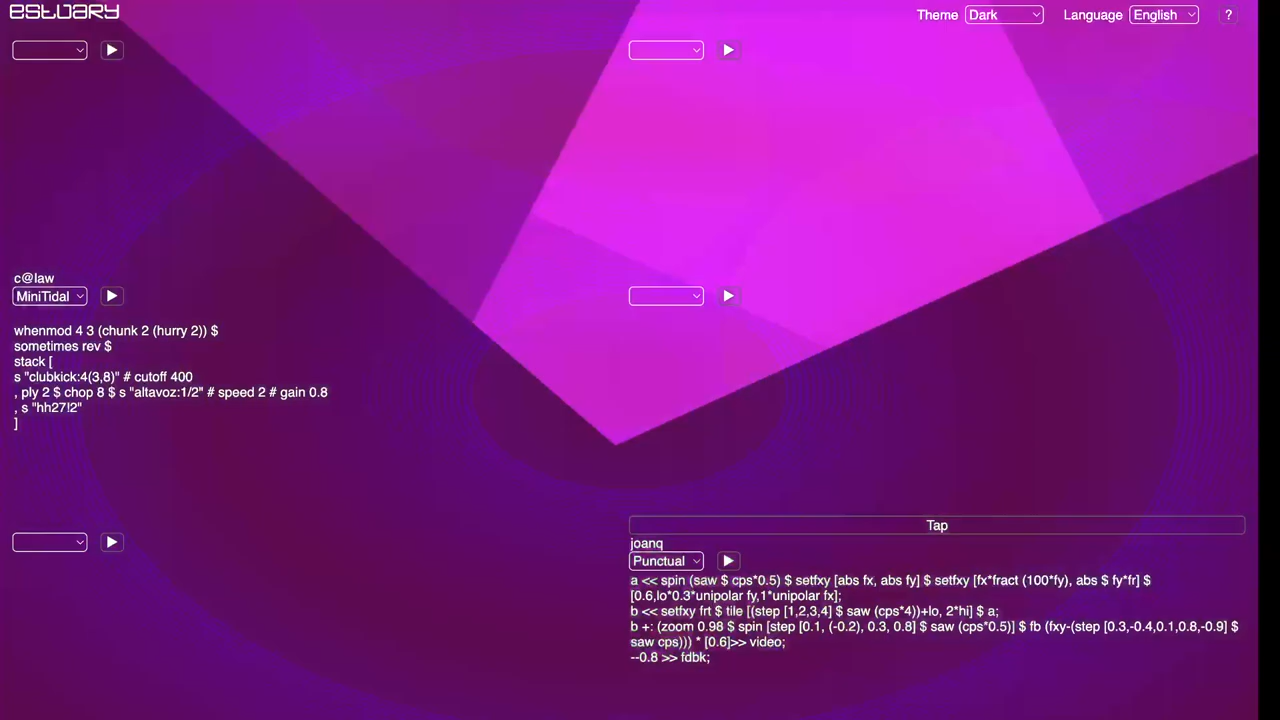 estuary
Theme Dark Language English ?
c@law
MiniTidal
whenmod 4 3 (chunk 2 (hurry 2)) $
sometimes rev $
stack [
s "clubkick:4(3,8)" # cutoff 400
, ply 2 $ chop 8 $ s "altavoz:1/2" # speed 2 # gain 0.8
, s "hh27!2"
]
Tap
joanq
Punctual
a << spin (saw $ cps*0.5) $ setfxy [abs fx, abs fy] $ setfxy [fx*fract (100*fy), abs $ fy*fr] $
[0.6,lo*0.3*unipolar fy,1*unipolar fx];
b << setfxy frt $ tile [(step [1,2,3,4] $ saw (cps*4))+lo, 2*hi] $ a;
b +: (zoom 0.98 $ spin [step [0.1, (-0.2), 0.3, 0.8] $ saw (cps*0.5)] $ fb (fxy-(step [0.3,-0.4,0.1,0.8,-0.9] $
saw cps))) * [0.6]>> video;
--0.8 >> fdbk;